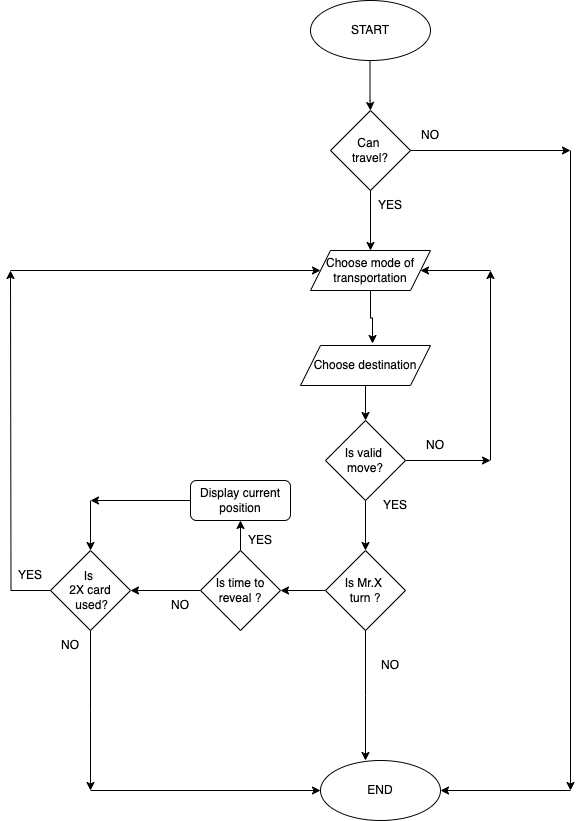 START
NO
Can
travel?
YES
Choose mode of
transportation
Choose destination
Is valid
move?
NO
YES
Display current
position
YES
Is
2X card
used?
YES
Is time to
reveal ?
NO
Is Mr.X
turn ?
NO
NO
END